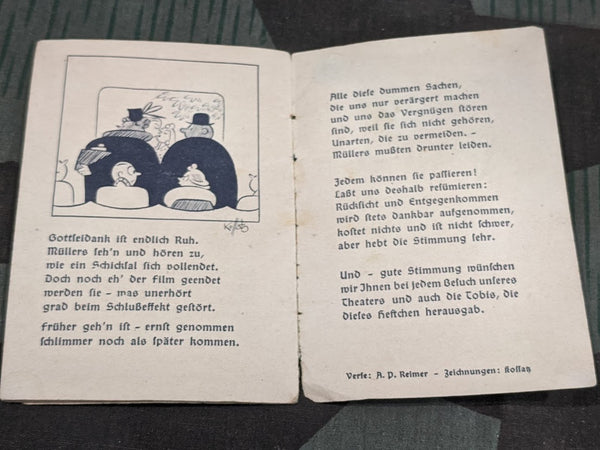 Gottseidank ist endlich Ruh.
Müllers seh'n und hören zu,
wie ein Schicksal sich vollendet.
Doch noch eh' der Film geendet
werden sie - was unerhört
grad beim Schlußeffekt gestört.
Früher geh'n ist - ernst genommen
schlimmer noch als später kommen.
Alle diese dummen Sachen,
die uns nur verärgert machen
und uns das Vergnügen stören
sind, weil sie sich nicht gehören,
Unarten, die zu vermeiden. -
Müllers mußten drunter leiden.
Jedem können sie passieren!
Laßt uns deshalb resümieren:
Rücksicht und Entgegenkommen
wird stets dankbar aufgenommen,
kostet nichts und ist nicht schwer,
aber hebt die Stimmung sehr.
Und - gute Stimmung wünschen
wir Ihnen bei jedem Besuch unseres
Theaters und auch die Tobis, die
dieses Heftchen herausgab.
Verse: A. P. Reimer - Zeichnungen: Kossatz